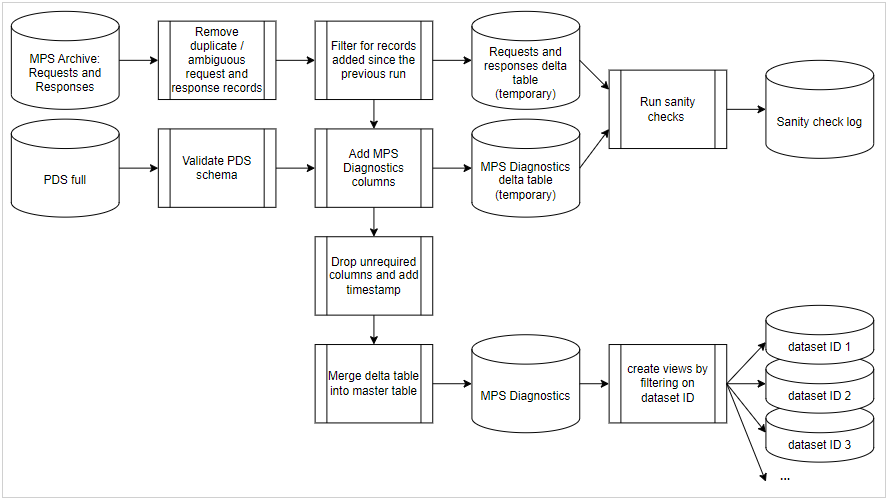 MPS Archive:
Requests and
Responses
Remove
duplicate /
ambiguous
request and
response records
Filter for records
added since the
previous run
Requests and
responses delta
table
(temporary)
Run sanity
checks
Sanity check log
PDS full
Validate PDS
schema
Add MPS
Diagnostics
columns
MPS Diagnostics
delta table
(temporary)
Drop unrequired
columns and add
timestamp
Merge delta table
into master table
MPS Diagnostics
create views by
filtering on
dataset ID
dataset ID 1
dataset ID 2
dataset ID 3
...